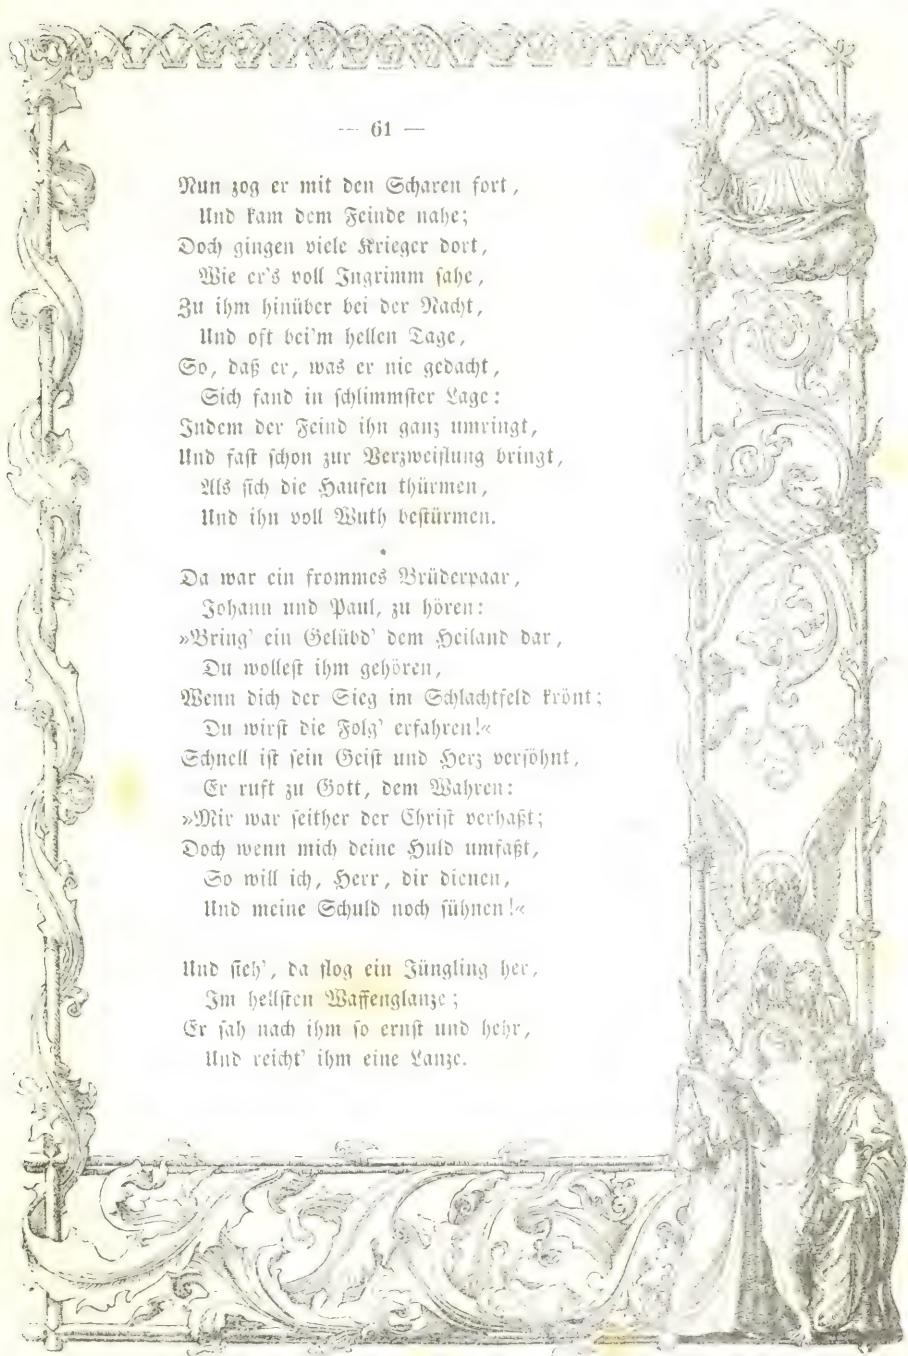 — 61 —
Nun zog er mit den Scharen fort,
Und kam dem Feinde nahe;
Doch gingen viele Krieger dort,
Wie er's voll Ingrimm sahe,
Zu ihm hinüber bei der Nacht,
Und oft bei'm hellen Tage,
So, daß er, was er nie gedacht,
Sich fand in schlimmster Lage:
Indem der Feind ihn ganz umringt,
Und fast schon zur Verzweiflung bringt,
Als sich die Haufen thürmen,
Und ihn voll Wuth bestürmen.
Da war ein frommes Brüderpaar,
Johann und Paul, zu hören:
»Bring' ein Gelübd' dem Heiland dar,
Du wollest ihm gehören,
Wenn dich der Sieg im Schlachtfeld krönt;
Du wirst die Folg' erfahren!«
Schnell ist sein Geist und Herz versöhnt,
Er ruft zu Gott, dem Wahren:
»Mir war seither der Christ verhaßt;
Doch wenn mich deine Huld umfaßt,
So will ich, Herr, dir dienen,
Und meine Schuld noch sühnen!«
Und sieh', da flog ein Jüngling her,
Im hellsten Waffenglanze;
Er sah nach ihm so ernst und hehr,
Und reicht' ihm eine Lanze.